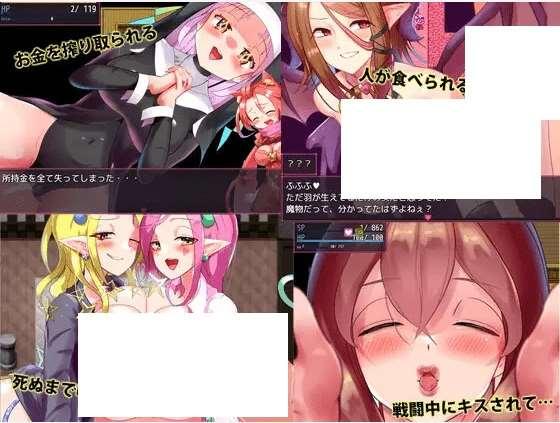 HP 2/ 119
お金を搾り取られる
所持金を全て失ってしまった・・・
人が食べられる
???
ふふふ♥
魔物だって、分かってたはずよねぇ?
死ぬまで
SP 1/ 862
HP 100/ 100
戦闘中にキスされて…